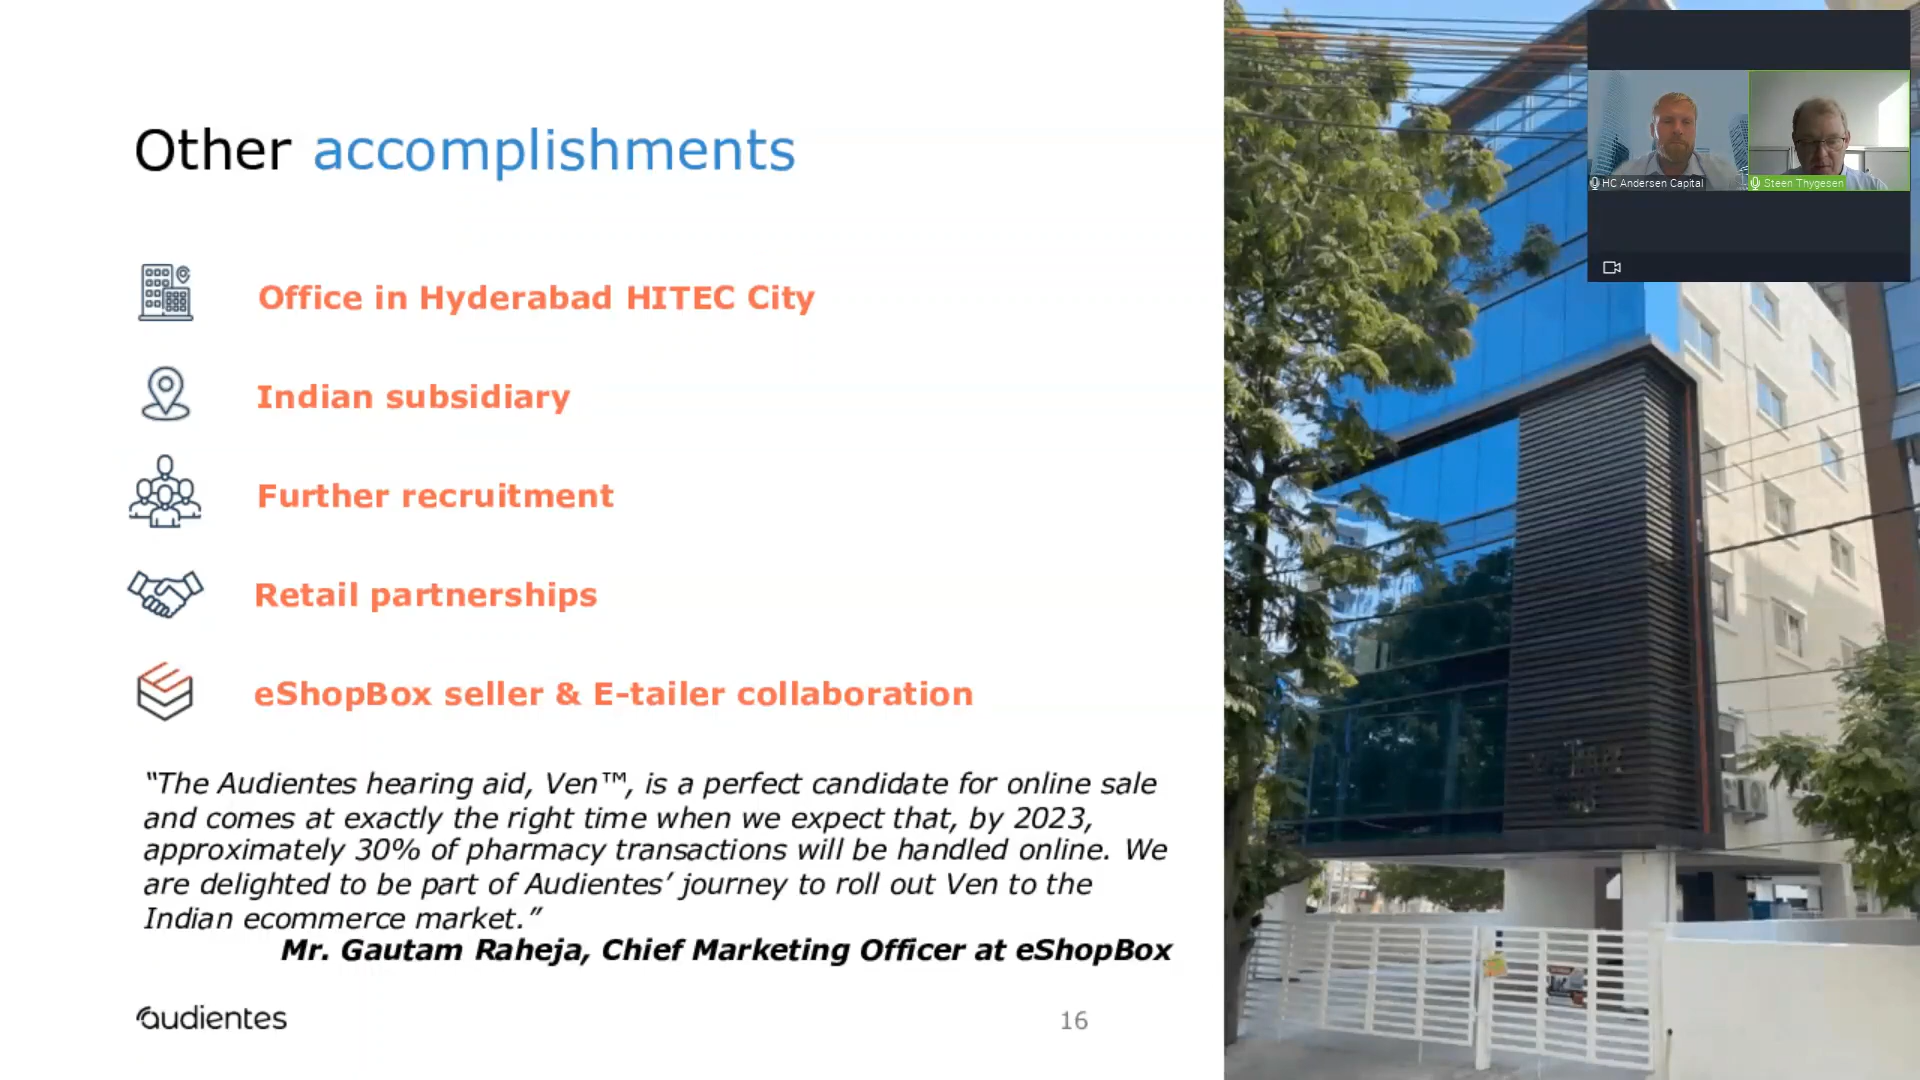 Other accomplishments
HC Andersen Capital
Steen Thygesen
Office in Hyderabad HITEC City
Indian subsidiary
Further recruitment
Retail partnerships
eShopBox seller & E-tailer collaboration
“The Audientes hearing aid, Ven™, is a perfect candidate for online sale
and comes at exactly the right time when we expect that, by 2023,
approximately 30% of pharmacy transactions will be handled online. We
are delighted to be part of Audientes’ journey to roll out Ven to the
Indian ecommerce market.”
Mr. Gautam Raheja, Chief Marketing Officer at eShopBox
audientes
16